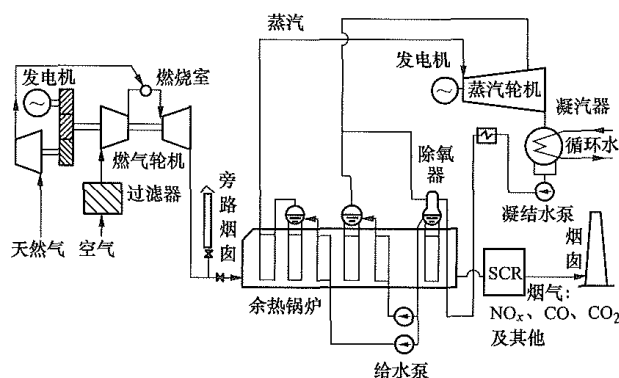 蒸汽
发电机
燃烧室
发电机
蒸汽轮机
凝汽器
循环水
燃气轮机
除氧器
过滤器
旁路烟囱
凝结水泵
天然气
空气
烟囱
SCR
余热锅炉
烟气：
NOₓ、CO、CO₂
及其他
给水泵